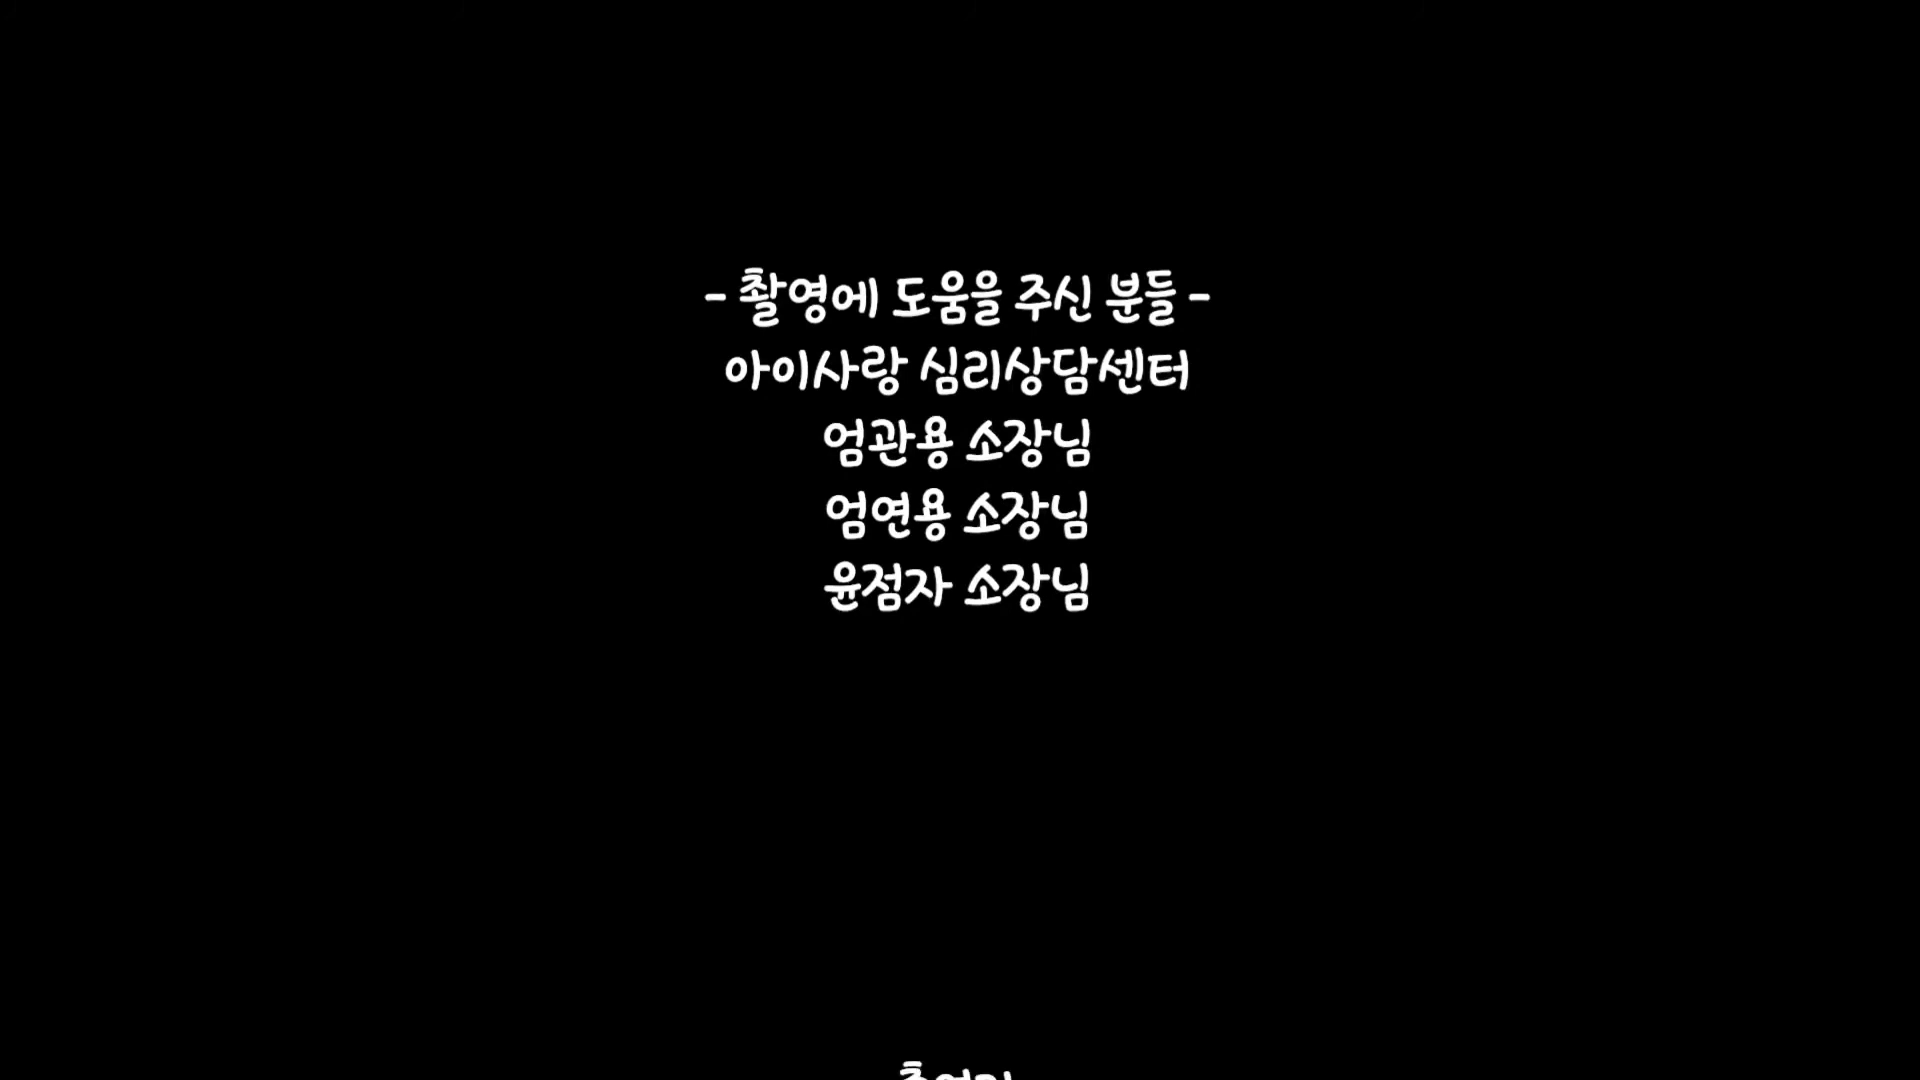 - 촬영에 도움을 주신 분들 -
아이사랑 심리상담센터
엄관용 소장님
엄연용 소장님
윤점자 소장님